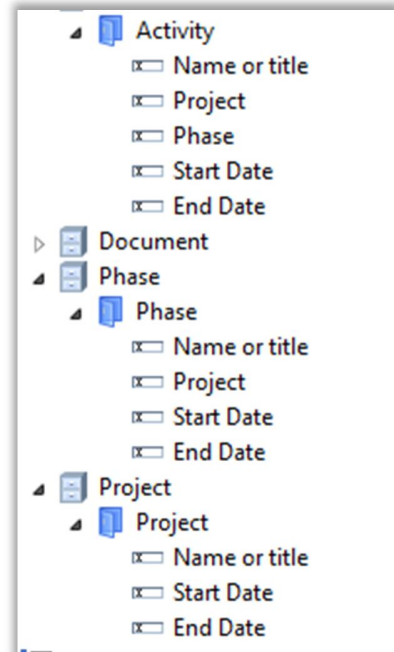 Activity
Name or title
Project
Phase
Start Date
End Date
Document
Phase
Phase
Name or title
Project
Start Date
End Date
Project
Project
Name or title
Start Date
End Date